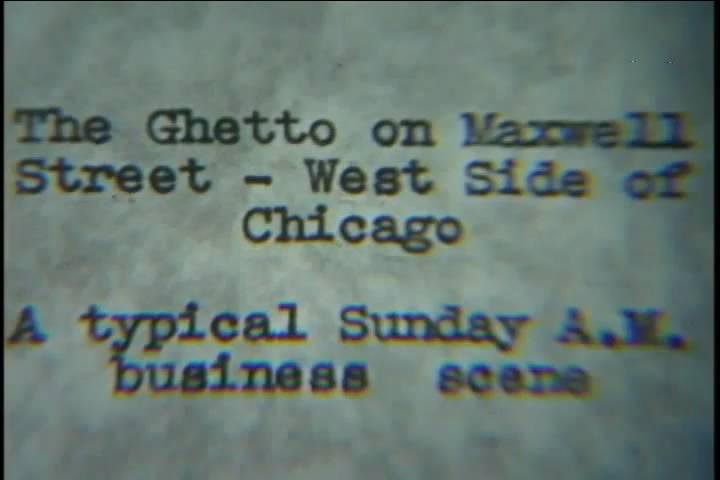 The Ghetto on Maxwell
Street - West Side of
Chicago
A typical Sunday A.M.
business scene